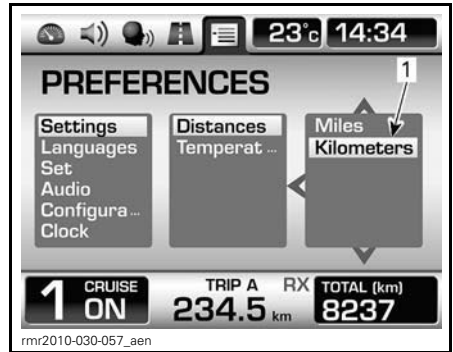 23°c 14:34
1
PREFERENCES
Settings
Languages
Set
Audio
Configura ...
Clock
Distances
Temperat ...
Miles
Kilometers
1 CRUISE ON
TRIP A RX
234.5 km
TOTAL (km)
8237
rmr2010-030-057_aen